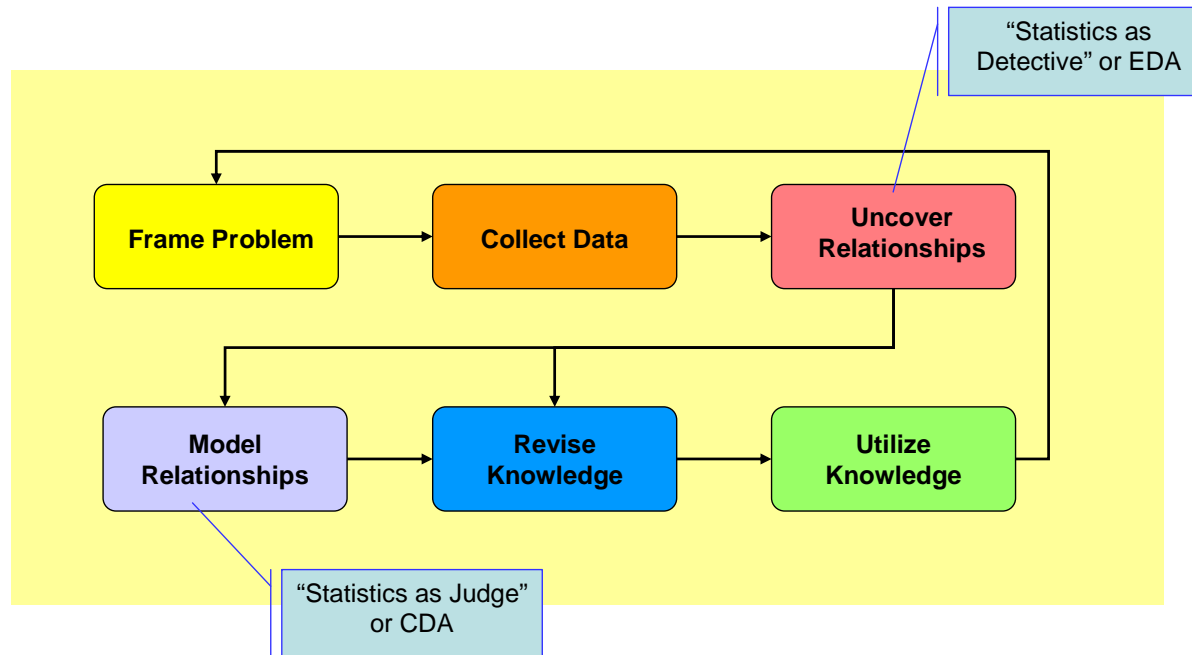 “Statistics as
Detective” or EDA
Frame Problem
Collect Data
Uncover
Relationships
Model
Relationships
Revise
Knowledge
Utilize
Knowledge
“Statistics as Judge”
or CDA